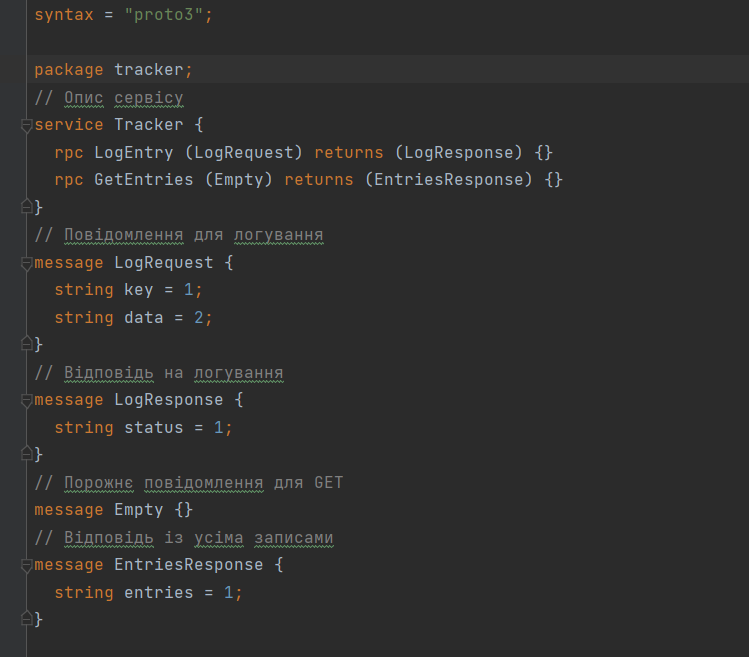 syntax = "proto3";
package tracker;
// Опис сервісу
service Tracker {
rpc LogEntry (LogRequest) returns (LogResponse) {}
rpc GetEntries (Empty) returns (EntriesResponse) {}
}
// Повідомлення для логування
message LogRequest {
string key = 1;
string data = 2;
}
// Відповідь на логування
message LogResponse {
string status = 1;
}
// Порожнє повідомлення для GET
message Empty {}
// Відповідь із усіма записами
message EntriesResponse {
string entries = 1;
}